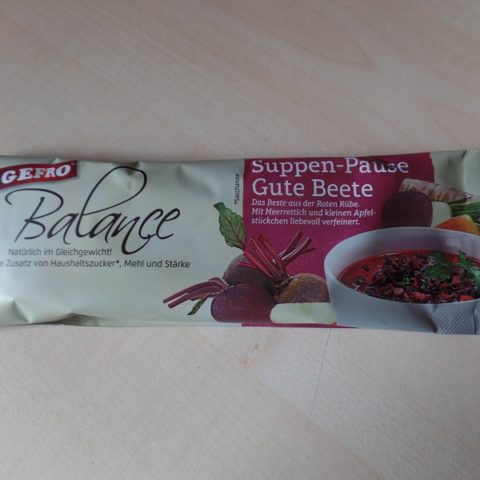 GEFRO
Balance
Natürlich im Gleichgewicht!
Zusatz von Haushaltszucker*, Mehl und Stärke
*Saccharose
Suppen-Pause
Gute Beete
Das Beste aus der Roten Rübe.
Mit Meerrettich und kleinen Apfel-
stückchen liebevoll verfeinert.